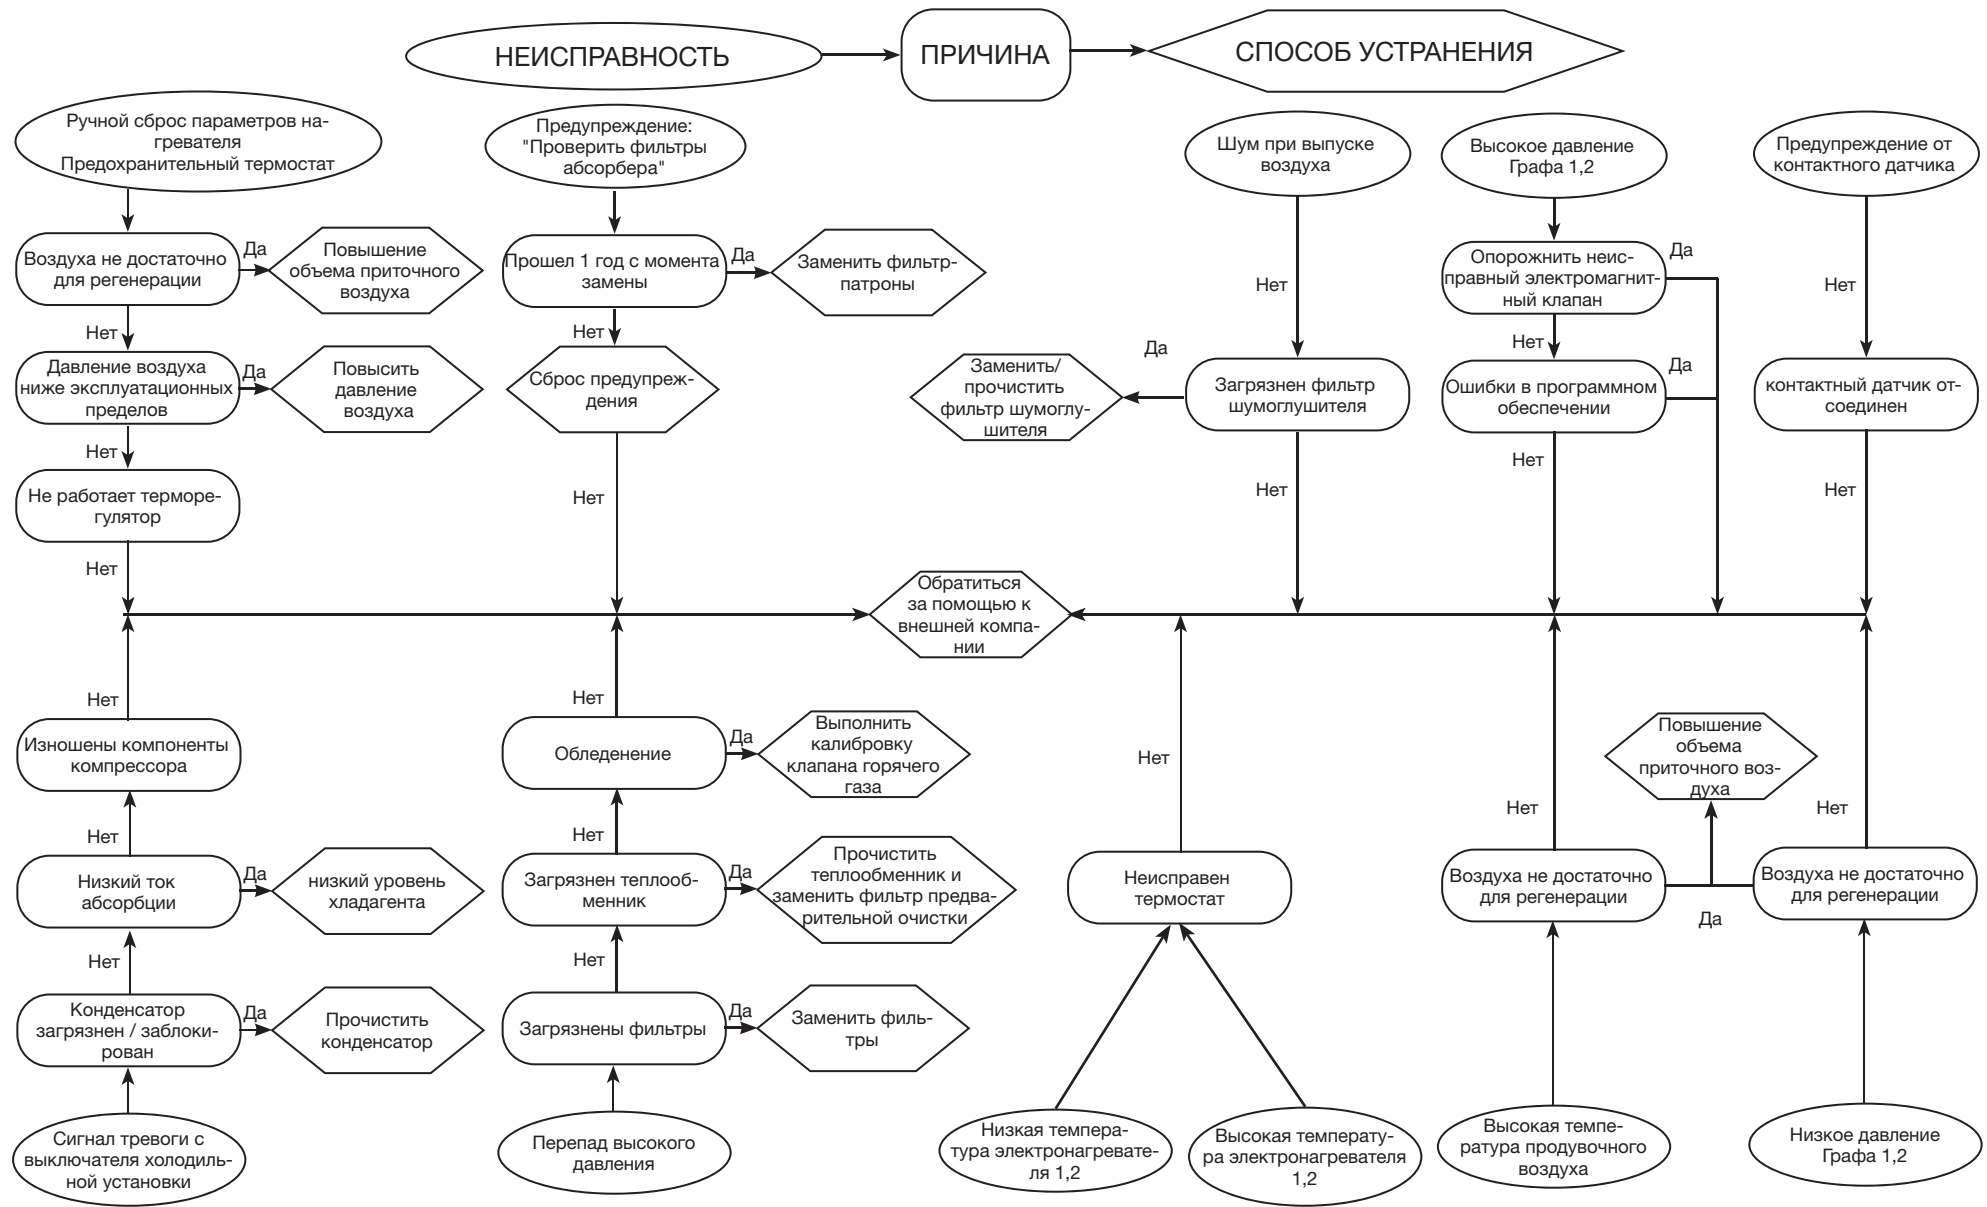 НЕИСПРАВНОСТЬ
ПРИЧИНА
СПОСОБ УСТРАНЕНИЯ
Ручной сброс параметров на-
гревателя
Предохранительный термостат
Воздуха не достаточно
для регенерации
Да
Повышение
объема приточного
воздуха
Нет
Давление воздуха
ниже эксплуатационных
пределов
Да
Повысить
давление
воздуха
Нет
Не работает терморе-
гулятор
Нет
Предупреждение:
"Проверить фильтры
абсорбера"
Прошел 1 год с момента
замены
Да
Заменить фильтр-
патроны
Нет
Сброс предупреж-
дения
Нет
Шум при выпуске
воздуха
Нет
Загрязнен фильтр
шумоглушителя
Да
Заменить/
прочистить
фильтр шумоглу-
шителя
Нет
Высокое давление
Графа 1,2
Опорожнить неис-
правный электромагнит-
ный клапан
Да
Нет
Ошибки в программном
обеспечении
Да
Нет
Предупреждение от
контактного датчика
Нет
контактный датчик от-
соединен
Нет
Обратиться
за помощью к
внешней компа-
нии
Нет
Изношены компоненты
компрессора
Нет
Низкий ток
абсорбции
Да
низкий уровень
хладагента
Нет
Конденсатор
загрязнен / заблоки-
рован
Да
Прочистить
конденсатор
Сигнал тревоги с
выключателя холодиль-
ной установки
Нет
Обледенение
Да
Выполнить
калибровку
клапана горячего
газа
Нет
Загрязнен теплооб-
менник
Да
Прочистить
теплообменник и
заменить фильтр предва-
рительной очистки
Нет
Загрязнены фильтры
Да
Заменить филь-
тры
Перепад высокого
давления
Нет
Неисправен
термостат
Низкая темпера-
тура электронагревате-
ля 1,2
Высокая температу-
ра электронагревателя
1,2
Нет
Воздуха не достаточно
для регенерации
Высокая темпе-
ратура продувочного
воздуха
Повышение
объема
приточного воз-
духа
Да
Нет
Воздуха не достаточно
для регенерации
Низкое давление
Графа 1,2